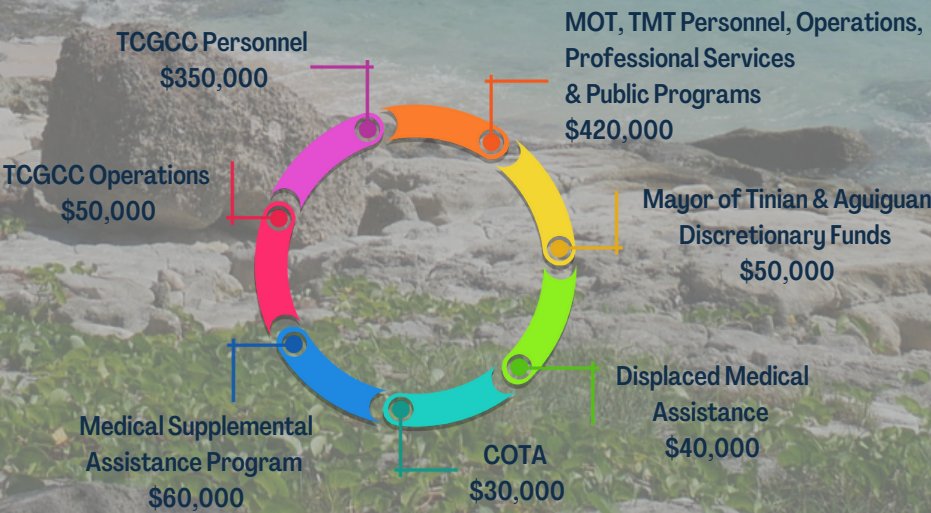 TCGCC Personnel
$350,000
MOT, TMT Personnel, Operations,
Professional Services
& Public Programs
$420,000
TCGCC Operations
$50,000
Mayor of Tinian & Aguiguan
Discretionary Funds
$50,000
Displaced Medical
Assistance
$40,000
Medical Supplemental
Assistance Program
$60,000
COTA
$30,000